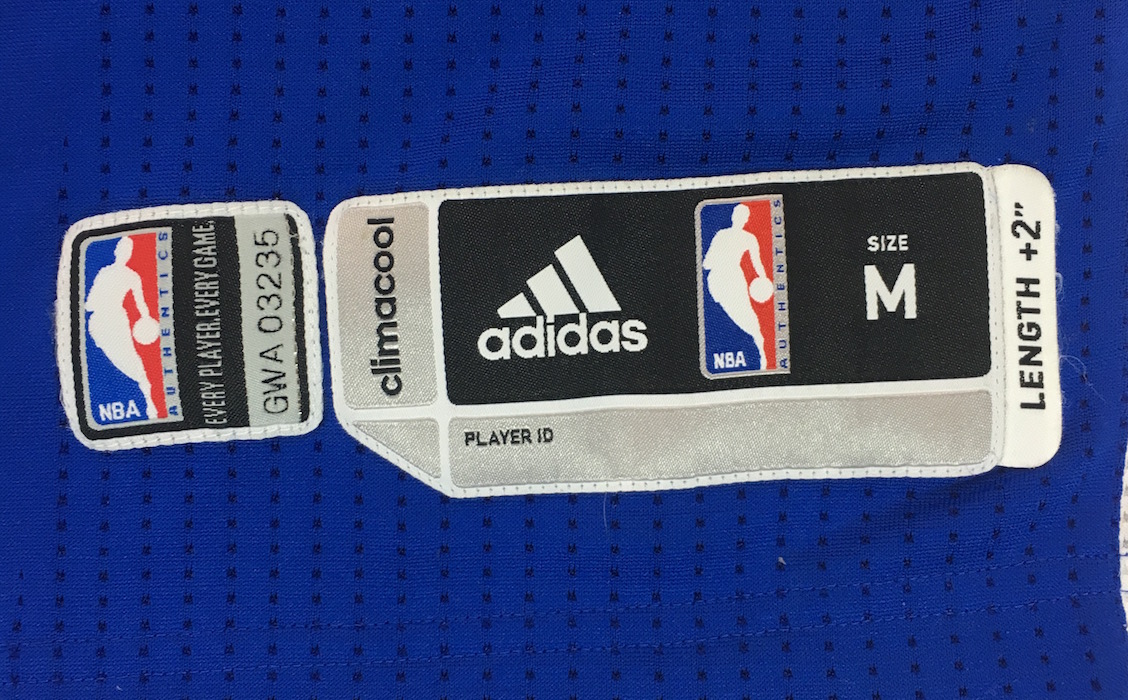 NBA
AUTHENTICS
EVERY PLAYER.EVERY GAME.
GWA 03235
climacool
adidas
NBA
AUTHENTICS
SIZE
M
PLAYER ID
LENGTH +2"